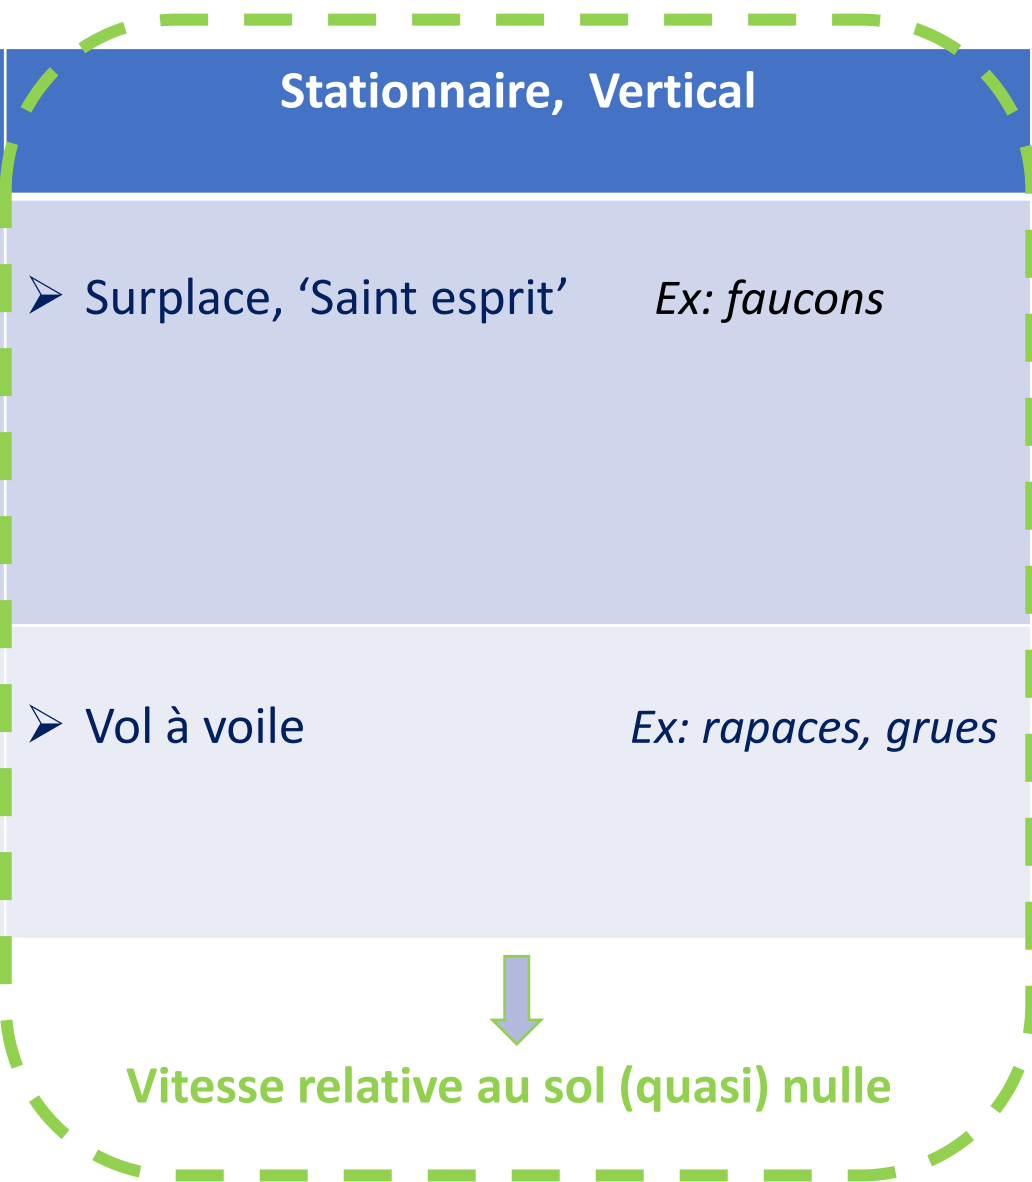 Stationnaire, Vertical
➢ Surplace, ‘Saint esprit’ Ex: faucons
➢ Vol à voile Ex: rapaces, grues
Vitesse relative au sol (quasi) nulle